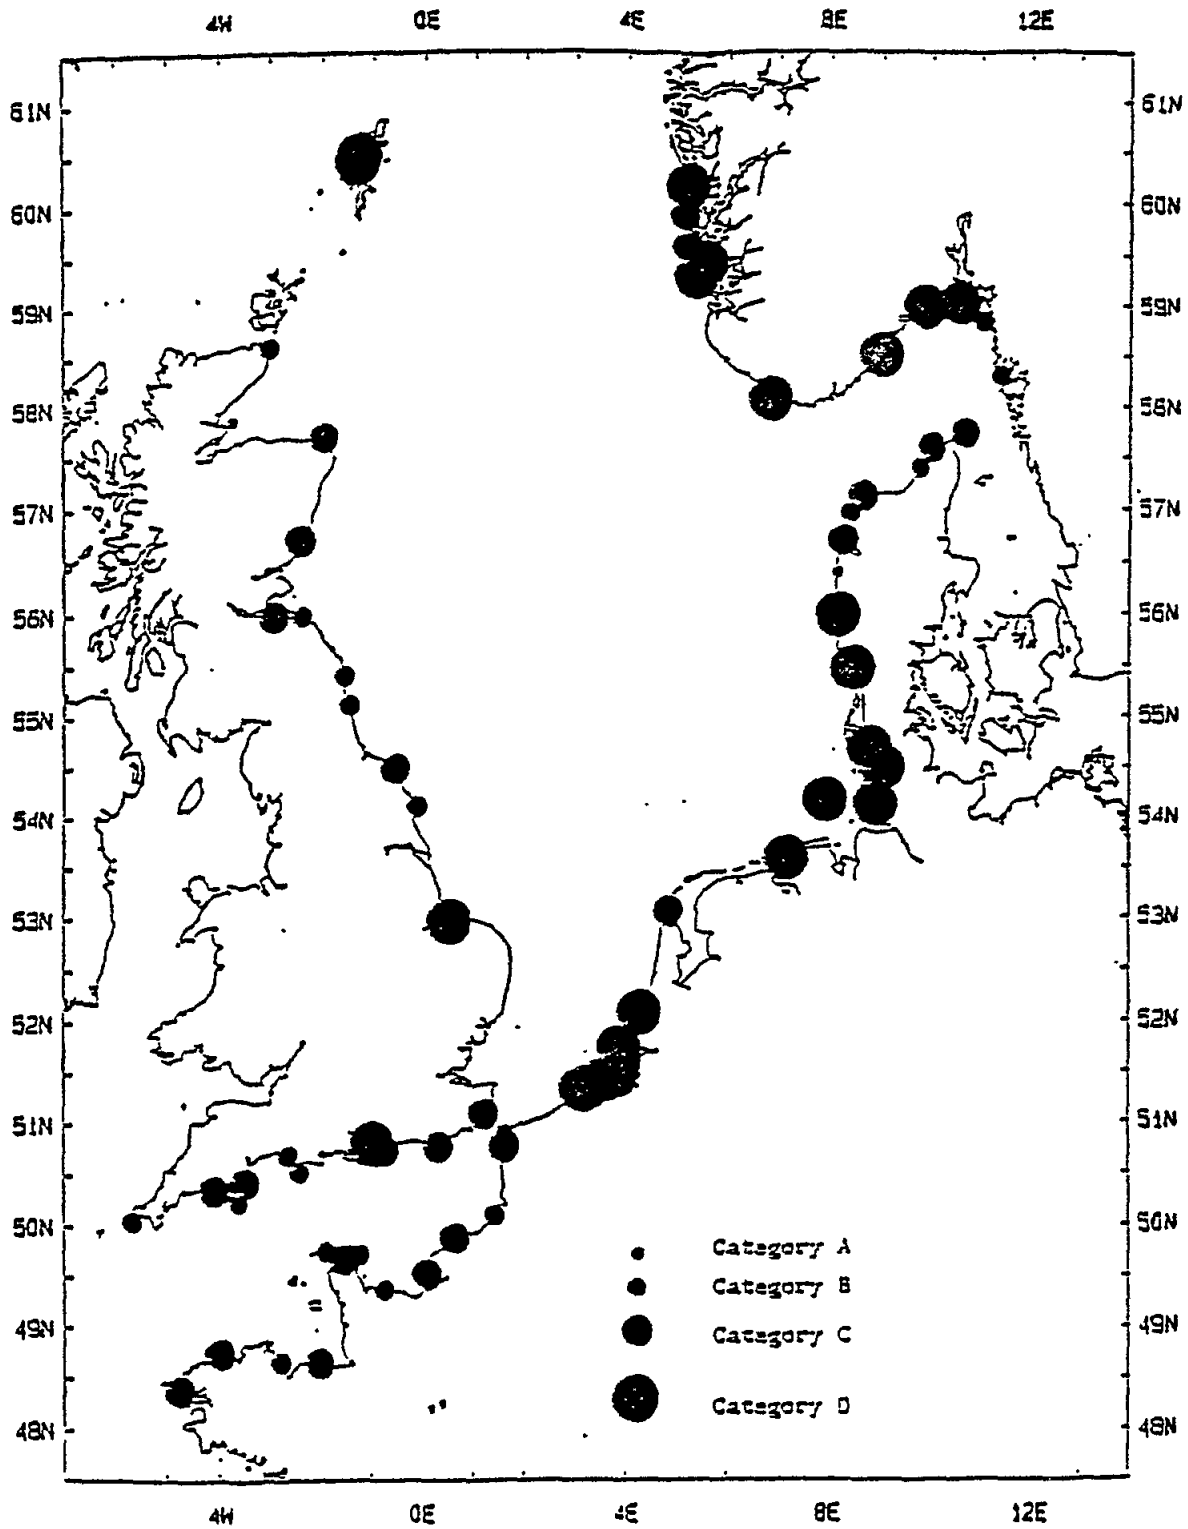 4W 0E 4E 8E 12E
61N 61N
60N 60N
59N 59N
58N 58N
57N 57N
56N 56N
55N 55N
54N 54N
53N 53N
52N 52N
51N 51N
50N 50N
49N 49N
48N 48N
Category A
Category B
Category C
Category D
4W 0E 4E 8E 12E